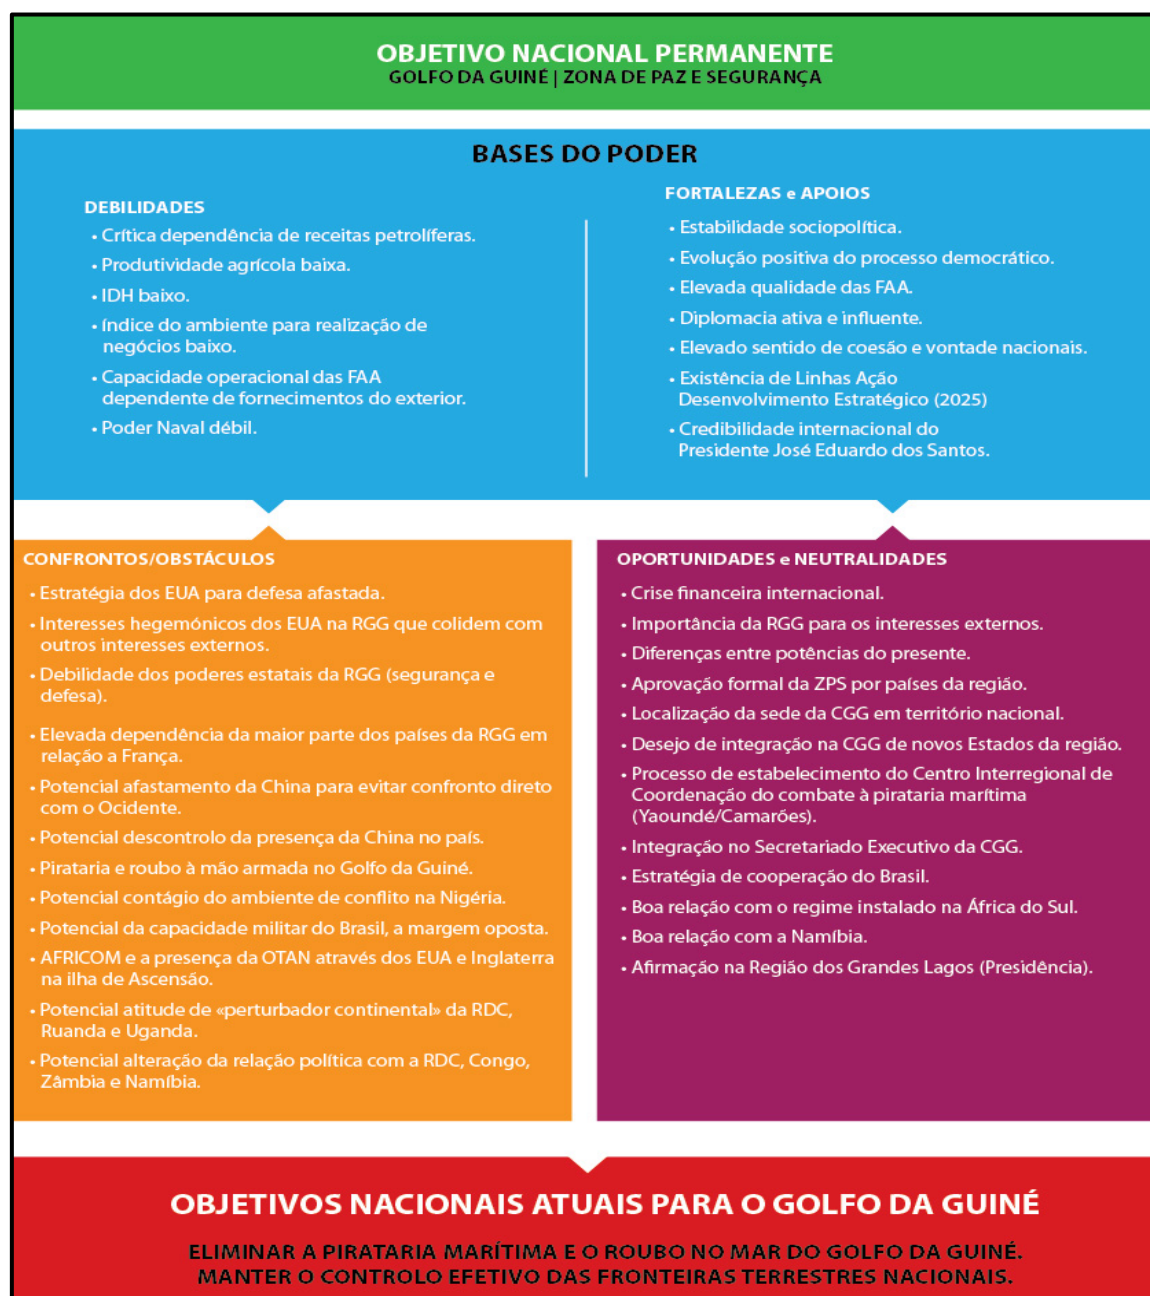 OBJETIVO NACIONAL PERMANENTE
GOLFO DA GUINÉ | ZONA DE PAZ E SEGURANÇA
BASES DO PODER
DEBILIDADES
• Crítica dependência de receitas petrolíferas.
• Produtividade agrícola baixa.
• IDH baixo.
• índice do ambiente para realização de
negócios baixo.
• Capacidade operacional das FAA
dependente de fornecimentos do exterior.
• Poder Naval débil.
FORTALEZAS e APOIOS
• Estabilidade sociopolítica.
• Evolução positiva do processo democrático.
• Elevada qualidade das FAA.
• Diplomacia ativa e influente.
• Elevado sentido de coesão e vontade nacionais.
• Existência de Linhas Ação
Desenvolvimento Estratégico (2025)
• Credibilidade internacional do
Presidente José Eduardo dos Santos.
CONFRONTOS/OBSTÁCULOS
• Estratégia dos EUA para defesa afastada.
• Interesses hegemónicos dos EUA na RGG que colidem com
outros interesses externos.
• Debilidade dos poderes estatais da RGG (segurança e
defesa).
• Elevada dependência da maior parte dos países da RGG em
relação a França.
• Potencial afastamento da China para evitar confronto direto
com o Ocidente.
• Potencial descontrolo da presença da China no país.
• Pirataria e roubo à mão armada no Golfo da Guiné.
• Potencial contágio do ambiente de conflito na Nigéria.
• Potencial da capacidade militar do Brasil, a margem oposta.
• AFRICOM e a presença da OTAN através dos EUA e Inglaterra
na ilha de Ascensão.
• Potencial atitude de «perturbador continental» da RDC,
Ruanda e Uganda.
• Potencial alteração da relação política com a RDC, Congo,
Zâmbia e Namíbia.
OPORTUNIDADES e NEUTRALIDADES
• Crise financeira internacional.
• Importância da RGG para os interesses externos.
• Diferenças entre potências do presente.
• Aprovação formal da ZPS por países da região.
• Localização da sede da CGG em território nacional.
• Desejo de integração na CGG de novos Estados da região.
• Processo de estabelecimento do Centro Interregional de
Coordenação do combate à pirataria marítima
(Yaoundé/Camarões).
• Integração no Secretariado Executivo da CGG.
• Estratégia de cooperação do Brasil.
• Boa relação com o regime instalado na África do Sul.
• Boa relação com a Namíbia.
• Afirmação na Região dos Grandes Lagos (Presidência).
OBJETIVOS NACIONAIS ATUAIS PARA O GOLFO DA GUINÉ
ELIMINAR A PIRATARIA MARÍTIMA E O ROUBO NO MAR DO GOLFO DA GUINÉ.
MANTER O CONTROLO EFETIVO DAS FRONTEIRAS TERRESTRES NACIONAIS.